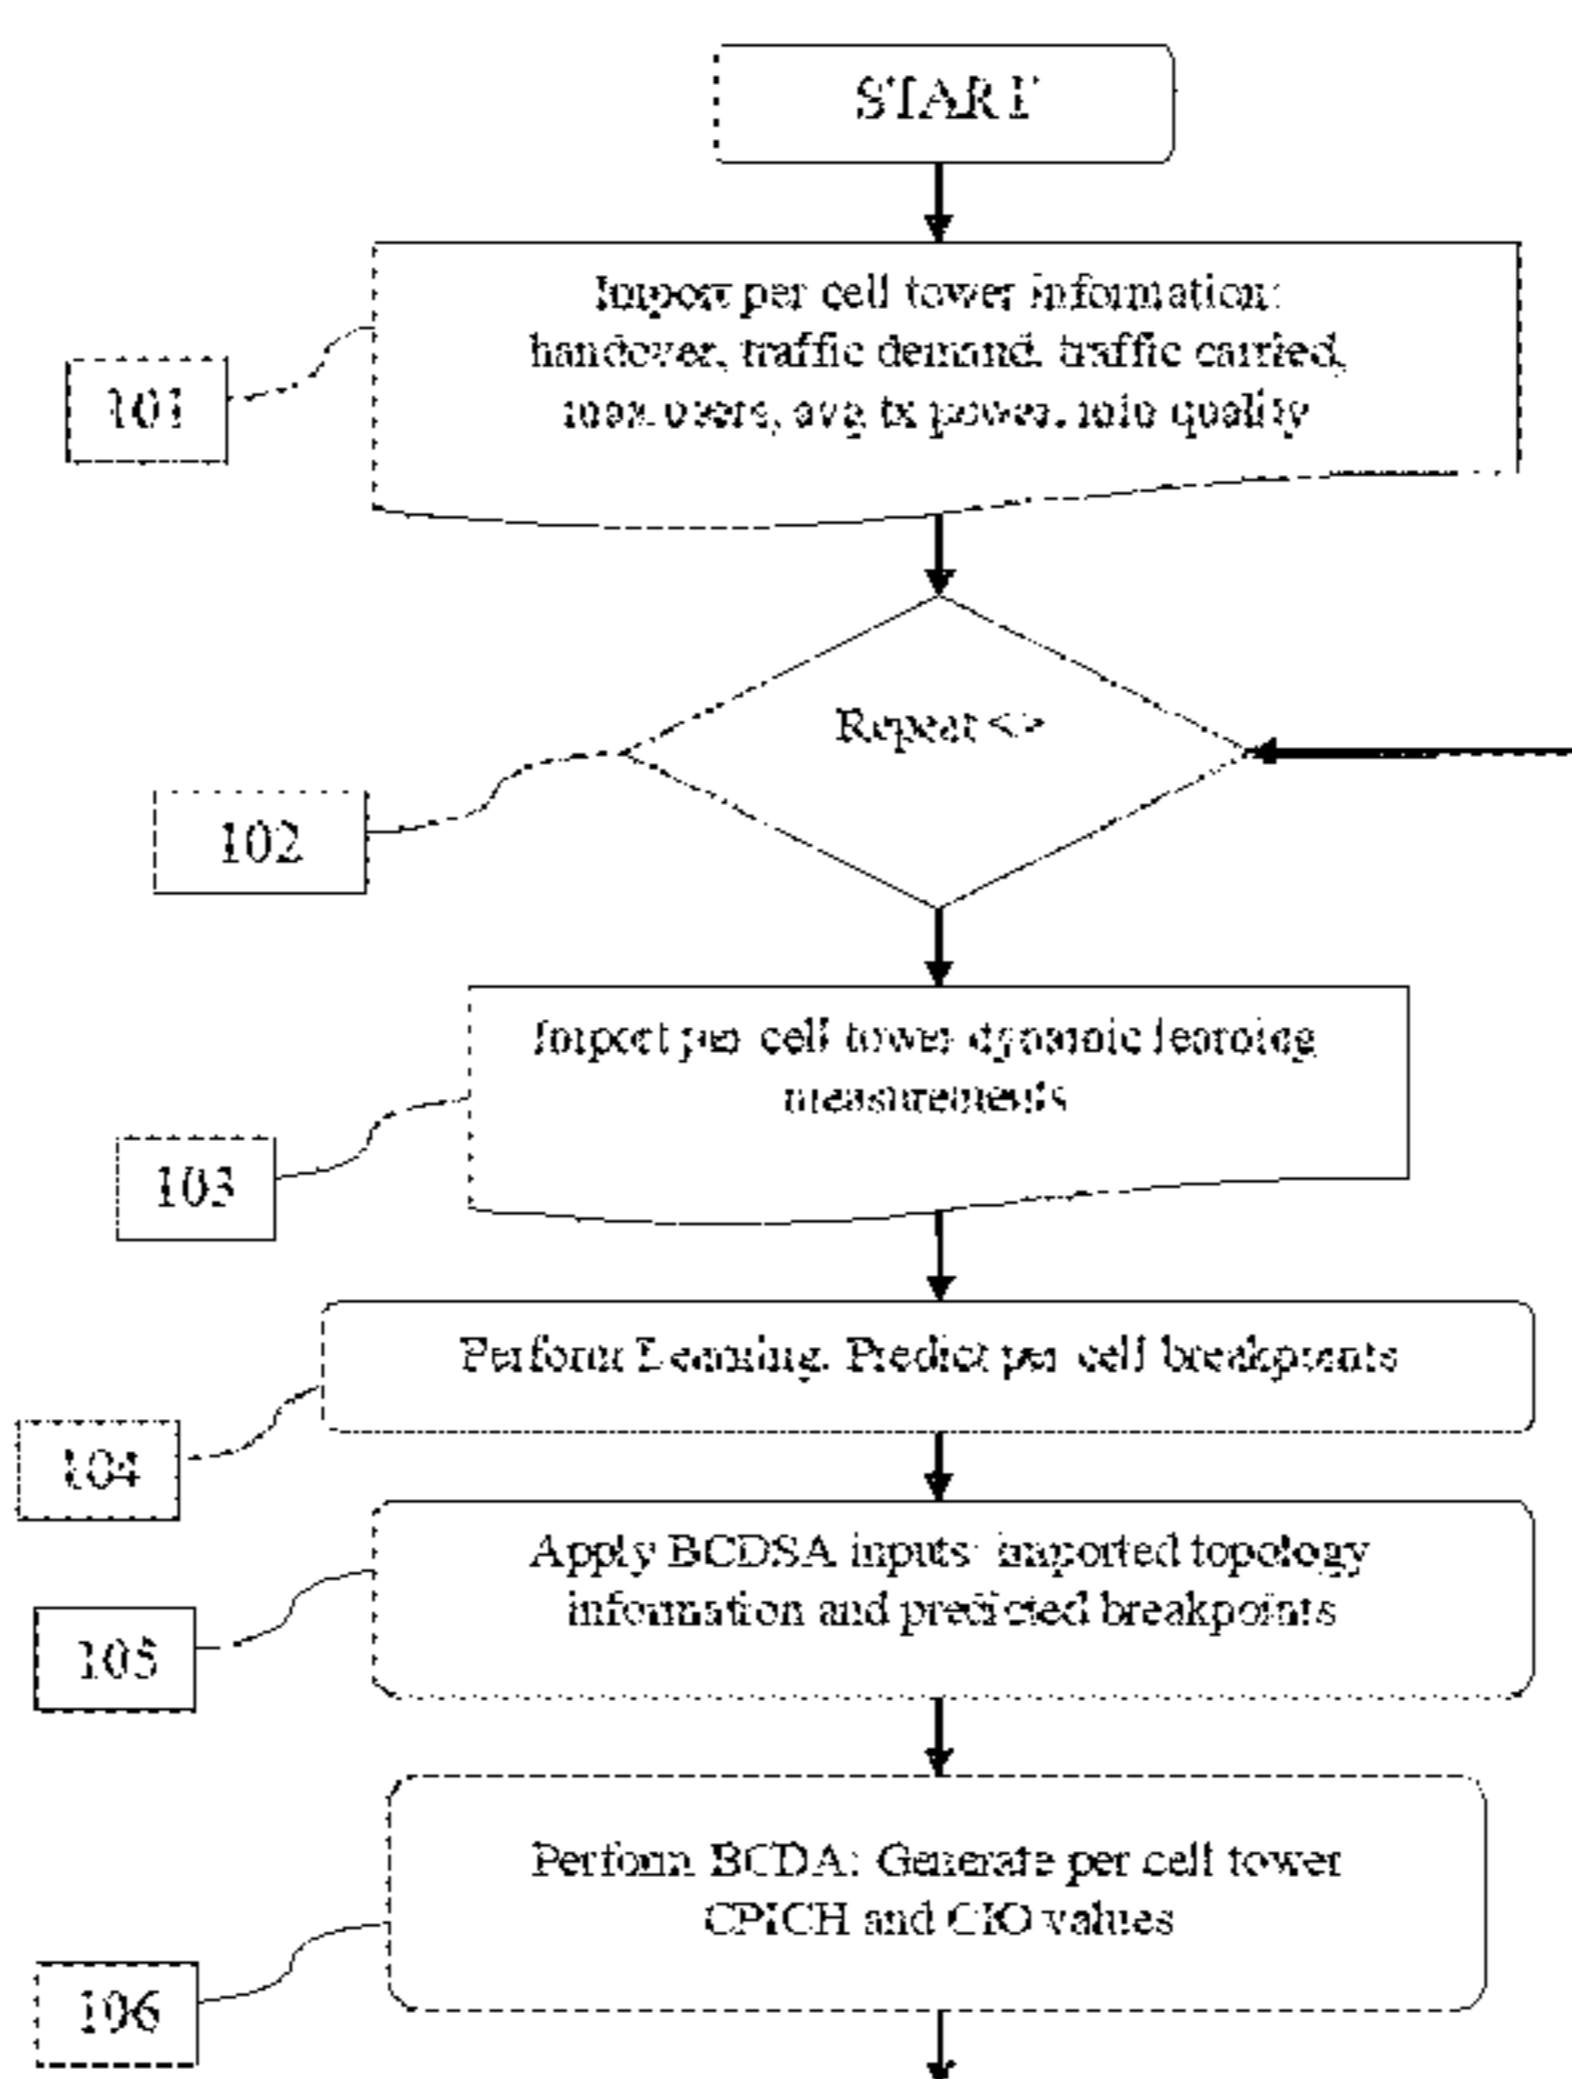 START
Import per cell tower information:
handover, traffic demand, traffic carried,
max users, avg tx power, min quality
101
Repeat <>
102
Import per cell tower dynamic learning
measurements
103
Perform Learning. Predict per cell breakpoints
104
Apply BCDSA inputs: imported topology
information and predicted breakpoints
105
Perform BCDA: Generate per cell tower
CPICH and CIO values
106